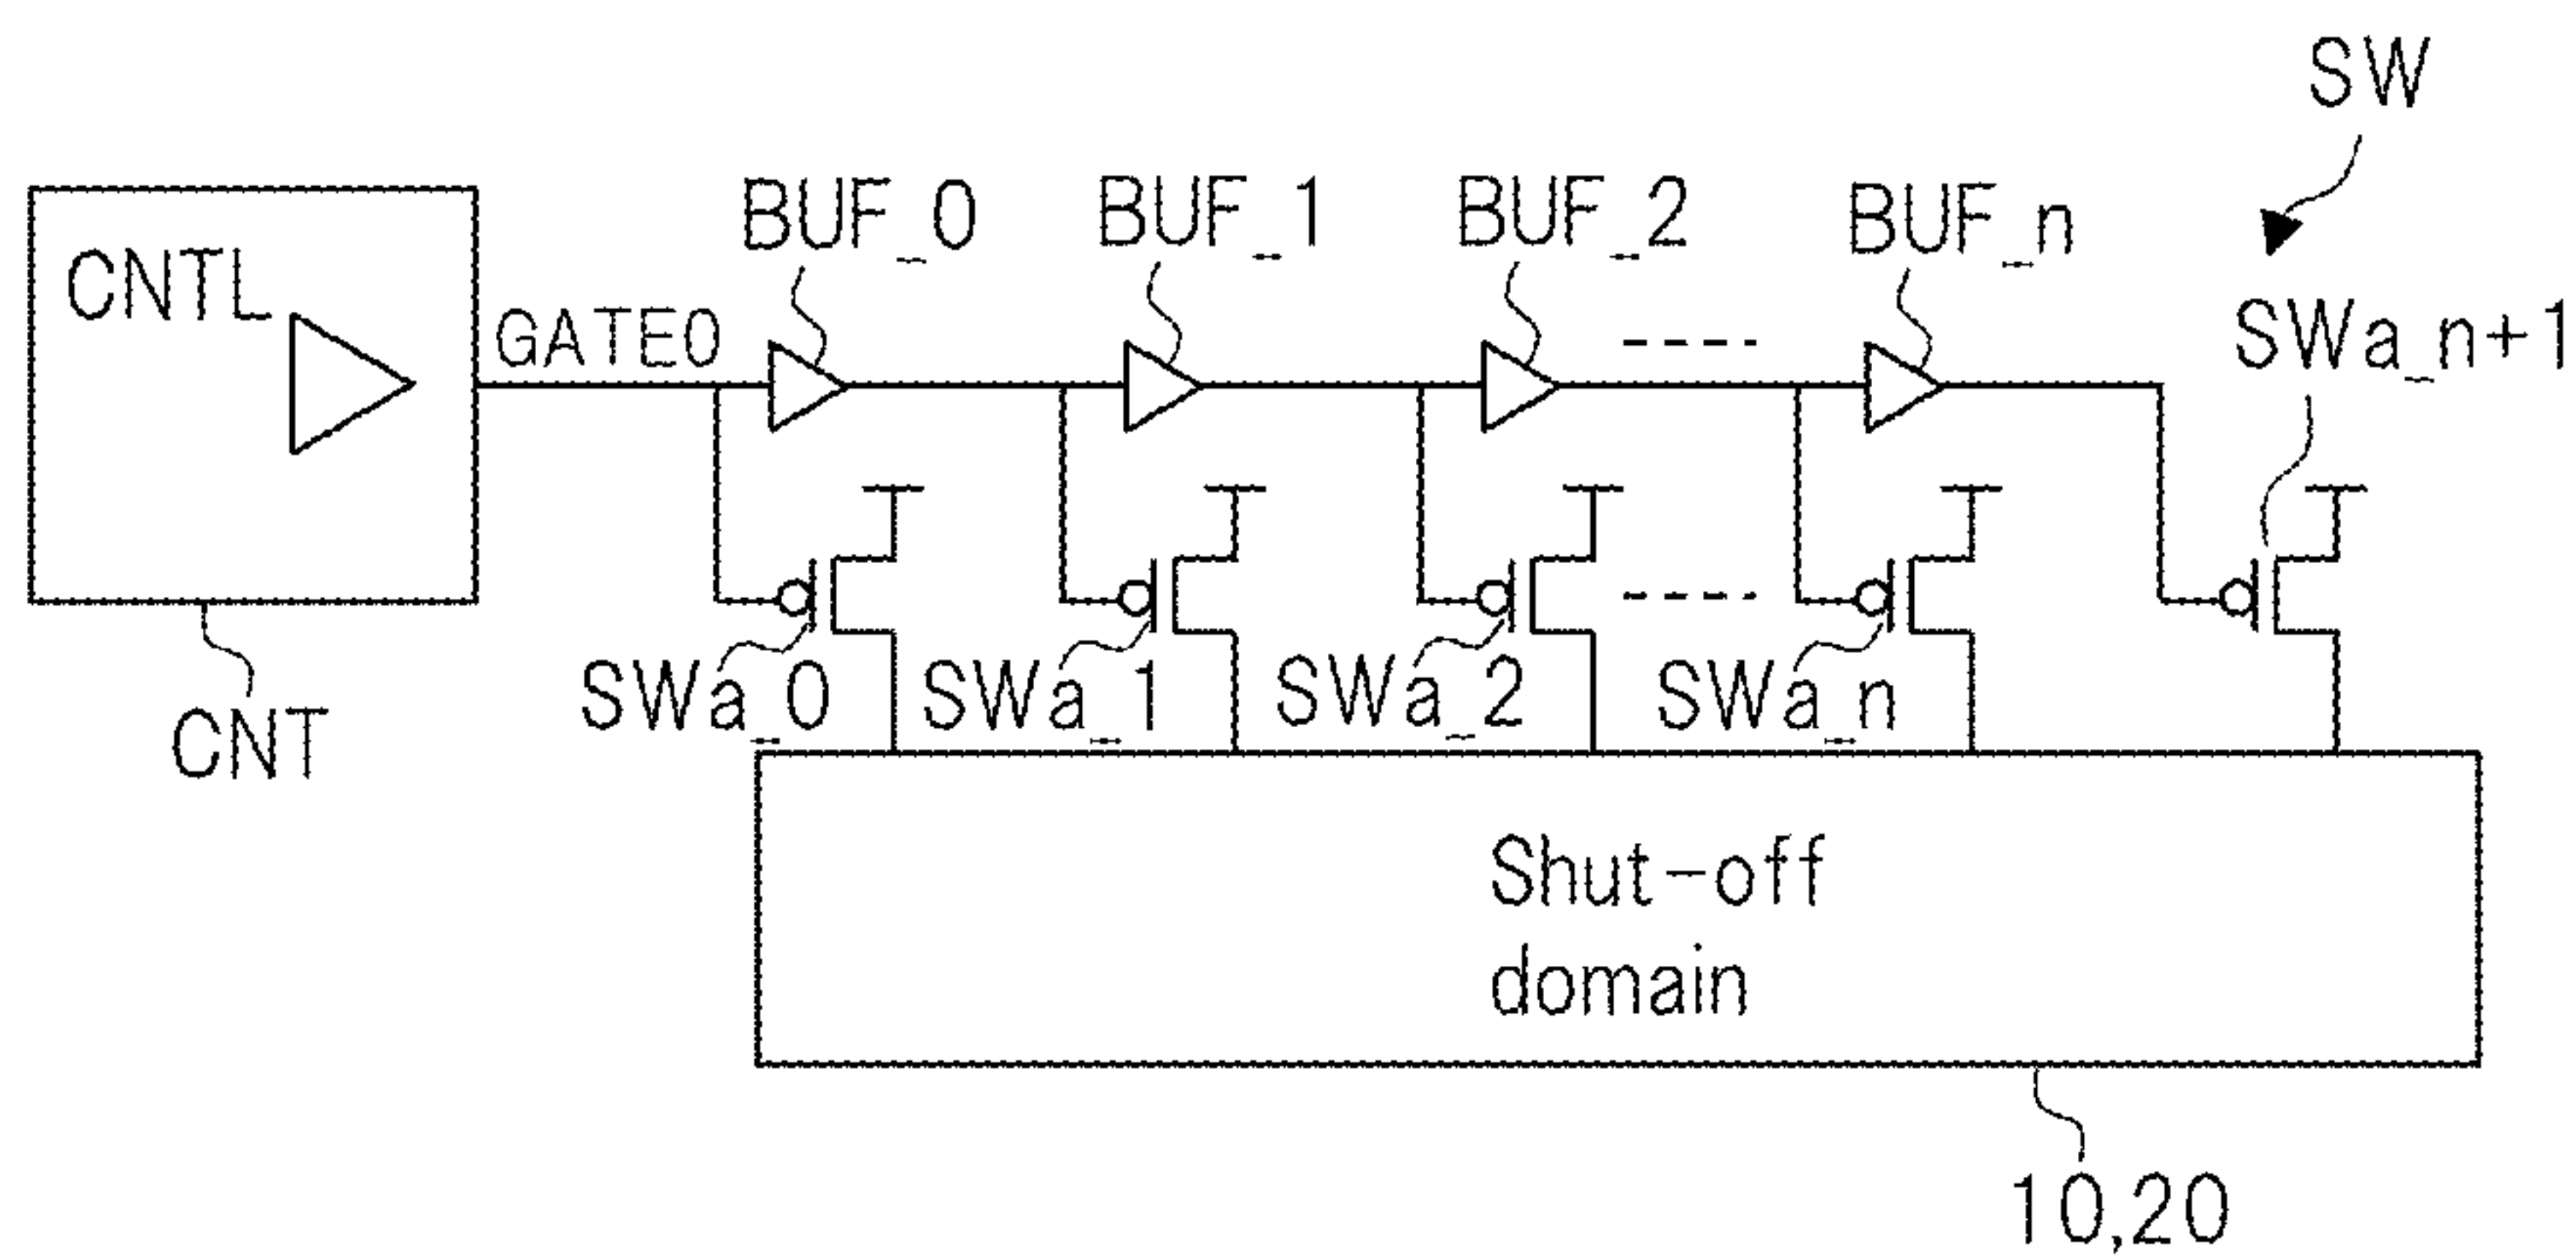 SW
BUF_0
BUF_1
BUF_2
BUF_n
CNTL
GATE0
SWa_n+1
SWa_0
SWa_1
SWa_2
SWa_n
CNT
Shut-off
domain
10,20